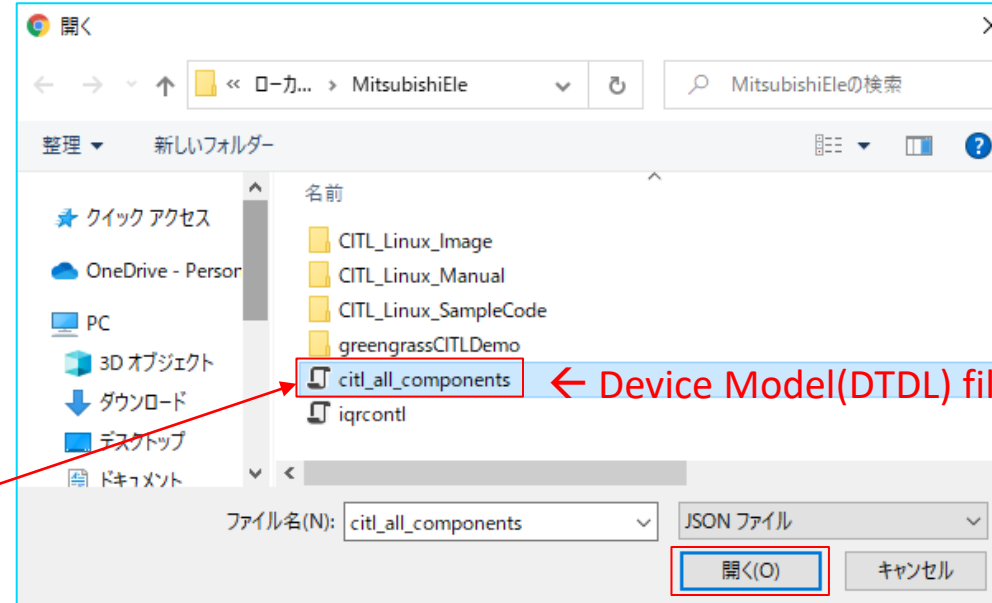 開く
« ローカ... › MitsubishiEle
MitsubishiEleの検索
整理 ▼ 新しいフォルダー
名前
クイック アクセス
CITL_Linux_Image
OneDrive - Person
CITL_Linux_Manual
CITL_Linux_SampleCode
PC
greengrassCITLDemo
3D オブジェクト
citl_all_components ← Device Model(DTDL) fil
ダウンロード
iqrcontl
デスクトップ
ドキュメント
ファイル名(N): citl_all_components JSON ファイル
開く(O) キャンセル